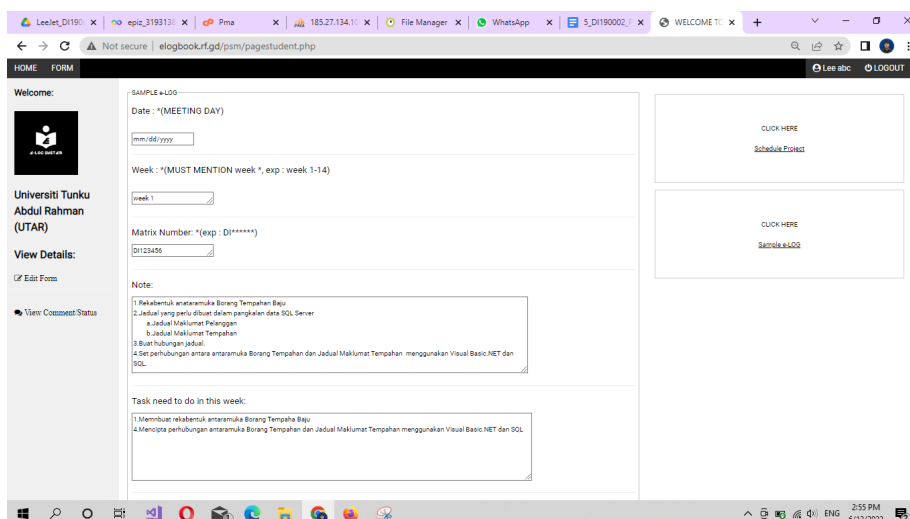 LeeJet_DI190
epiz_3193138
Pma
185.27.134.1
File Manager
WhatsApp
5_DI190002_
WELCOME TO
Not secure | elogbook.rf.gd/psm/pagestudent.php
HOME FORM
Lee abc LOGOUT
Welcome:
Universiti Tunku
Abdul Rahman
(UTAR)
View Details:
Edit Form
View Comment/Status
SAMPLE e-LOG
Date : *(MEETING DAY)
mm/dd/yyyy
Week : *(MUST MENTION week *, exp : week 1-14)
week 1
Matrix Number: *(exp : DI******)
DI123456
Note:
1.Rekabentuk anataramuka Borang Tempahan Baju
2.Jadual yang perlu dibuat dalam pangkalan data SQL Server
a.Jadual Maklumat Pelanggan
b.Jadual Maklumat Tempahan
3.Buat hubungan jadual.
4.Set perhubungan antara antaramuka Borang Tempahan dan Jadual Maklumat Tempahan menggunakan Visual Basic.NET dan
SQL.
Task need to do in this week:
1.Memnbuat rekabentuk antaramuka Borang Tempaha Baju
4.Mencipta perhubungan antaramuka Borang Tempahan dan Jadual Maklumat Tempahan menggunakan Visual Basic.NET dan SQL
CLICK HERE
Schedule Project
CLICK HERE
Sample e-LOG
ENG
2:55 PM